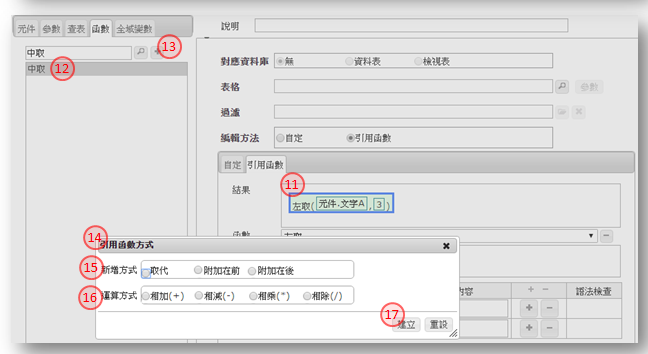 元件 參數 查表 函數 全域變數
中取
13
中取
12
說明
對應資料庫 無 資料表 檢視表
表格 參數
過濾
編輯方法 自定 引用函數
自定 引用函數
11
結果
左取( 元件.文字A , 3 )
函數 左取
14
引用函數方式
15
新增方式 取代 附加在前 附加在後
16
運算方式 相加(+) 相減(-) 相乘(*) 相除(/)
17
建立 重設
內容 + − 語法檢查
+ −
+ −